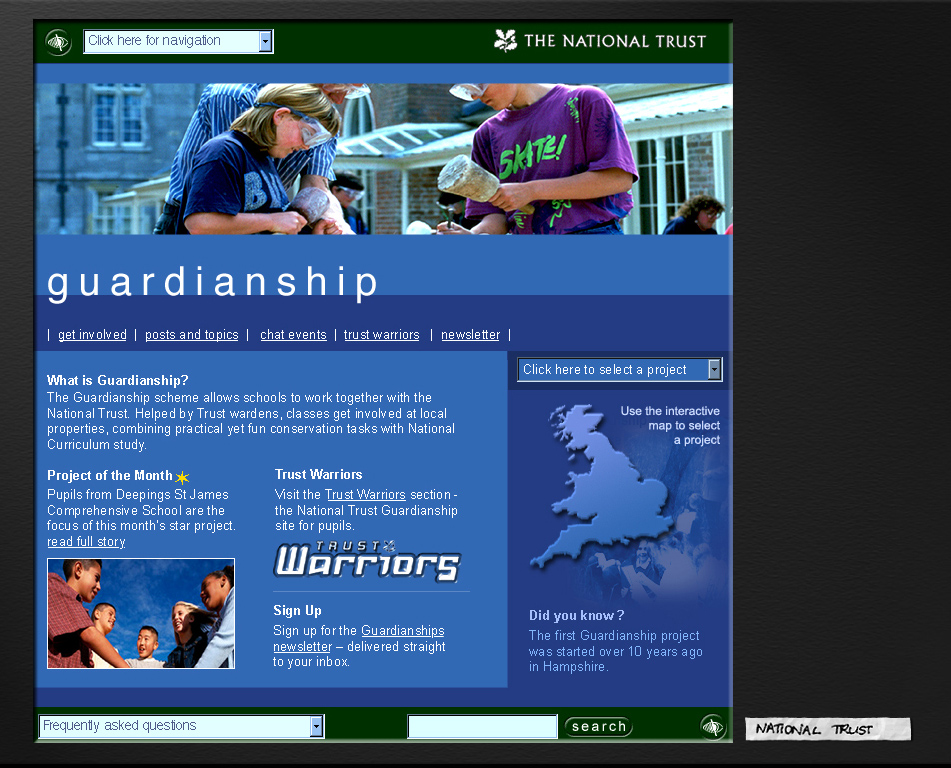 Click here for navigation
THE NATIONAL TRUST
SKATE!
guardianship
| get involved | posts and topics | chat events | trust warriors | newsletter |
Click here to select a project
What is Guardianship?
The Guardianship scheme allows schools to work together with the
National Trust. Helped by Trust wardens, classes get involved at local
properties, combining practical yet fun conservation tasks with National
Curriculum study.
Use the interactive
map to select
a project
Project of the Month
Pupils from Deepings St James
Comprehensive School are the
focus of this month's star project.
read full story
Trust Warriors
Visit the Trust Warriors section -
the National Trust Guardianship
site for pupils.
TRUST
Warriors
Sign Up
Sign up for the Guardianships
newsletter – delivered straight
to your inbox.
Did you know?
The first Guardianship project
was started over 10 years ago
in Hampshire.
Frequently asked questions
search
NATIONAL TRUST